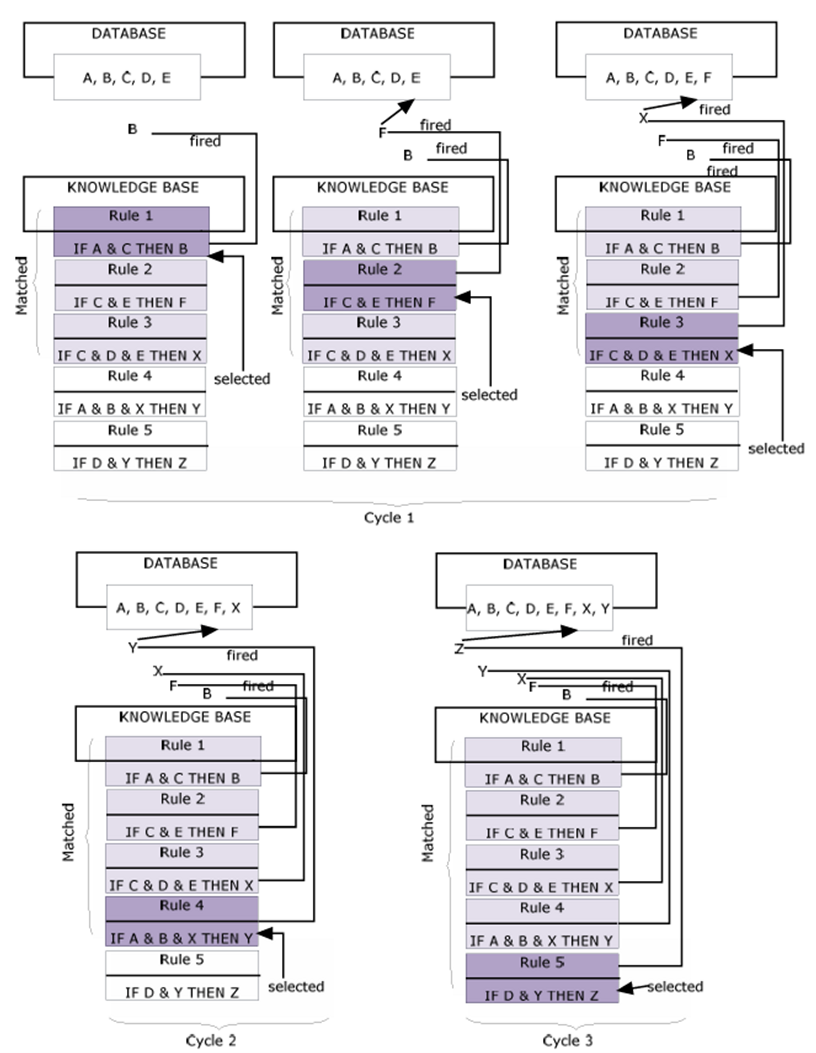 DATABASE
A, B, C, D, E
B
fired
KNOWLEDGE BASE
Matched
Rule 1
IF A & C THEN B
Rule 2
IF C & E THEN F
Rule 3
IF C & D & E THEN X
Rule 4
IF A & B & X THEN Y
Rule 5
IF D & Y THEN Z
selected
DATABASE
A, B, C, D, E
F
fired
B
fired
KNOWLEDGE BASE
Matched
Rule 1
IF A & C THEN B
Rule 2
IF C & E THEN F
Rule 3
IF C & D & E THEN X
Rule 4
IF A & B & X THEN Y
Rule 5
IF D & Y THEN Z
selected
DATABASE
A, B, C, D, E, F
X
fired
F
fired
B
fired
KNOWLEDGE BASE
Matched
Rule 1
IF A & C THEN B
Rule 2
IF C & E THEN F
Rule 3
IF C & D & E THEN X
Rule 4
IF A & B & X THEN Y
Rule 5
IF D & Y THEN Z
selected
Cycle 1
DATABASE
A, B, C, D, E, F, X
Y
fired
X
F
fired
B
KNOWLEDGE BASE
Matched
Rule 1
IF A & C THEN B
Rule 2
IF C & E THEN F
Rule 3
IF C & D & E THEN X
Rule 4
IF A & B & X THEN Y
Rule 5
IF D & Y THEN Z
selected
Cycle 2
DATABASE
A, B, C, D, E, F, X, Y
Z
fired
Y
X
F
fired
B
KNOWLEDGE BASE
Matched
Rule 1
IF A & C THEN B
Rule 2
IF C & E THEN F
Rule 3
IF C & D & E THEN X
Rule 4
IF A & B & X THEN Y
Rule 5
IF D & Y THEN Z
selected
Cycle 3